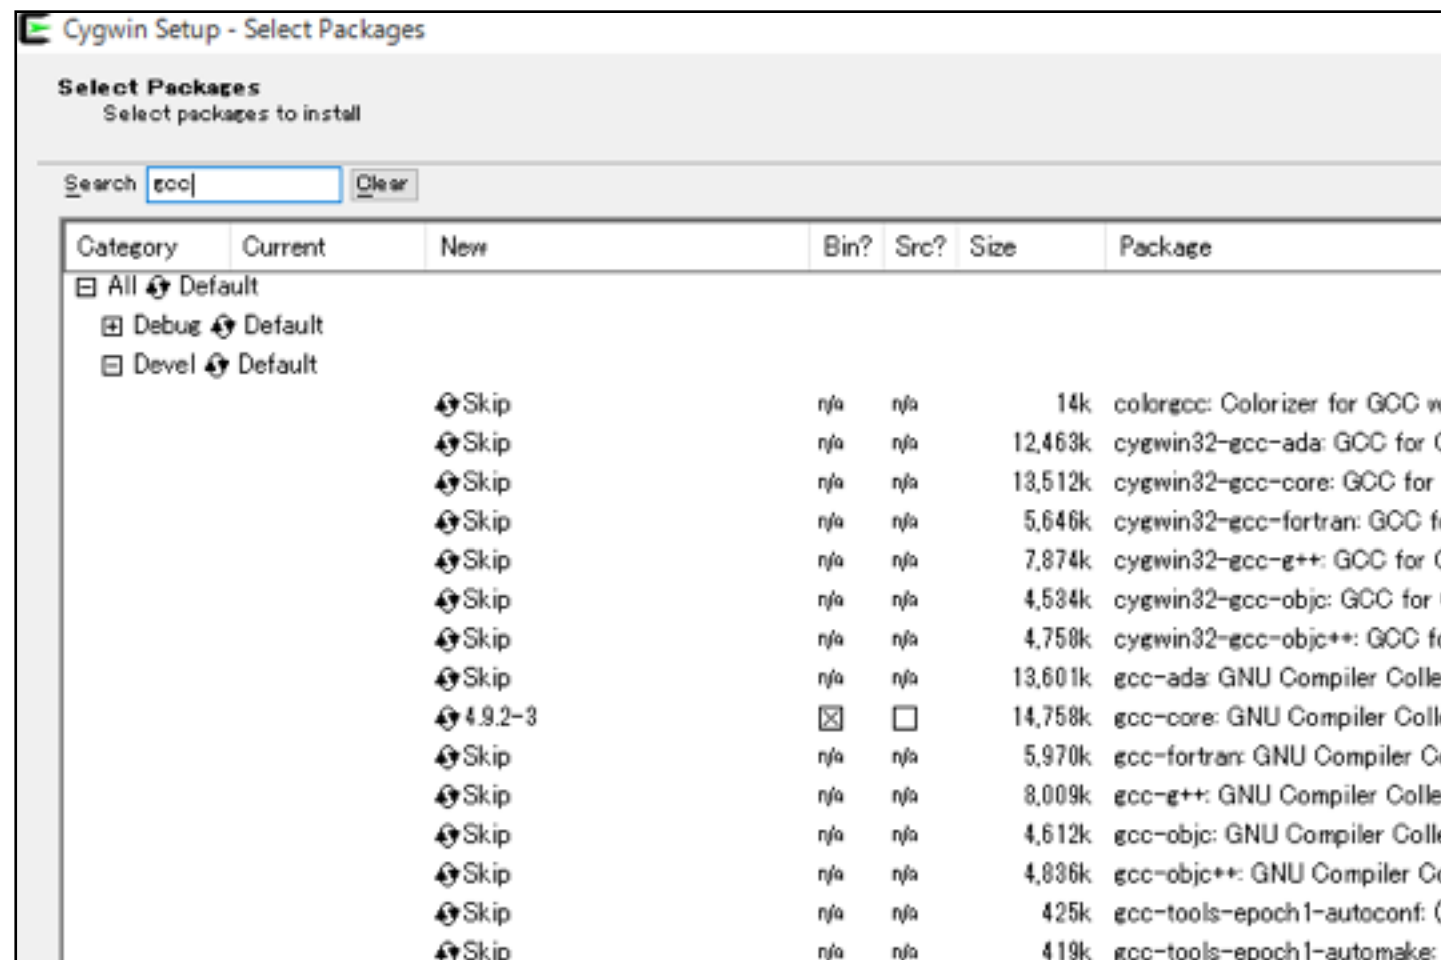 Cygwin Setup - Select Packages
Select Packages
Select packages to install
Search gcc Clear
Category Current New Bin? Src? Size Package
All Default
Debug Default
Devel Default
Skip n/a n/a 14k colorgcc: Colorizer for GCC
Skip n/a n/a 12,463k cygwin32-gcc-ada: GCC for
Skip n/a n/a 13,512k cygwin32-gcc-core: GCC for
Skip n/a n/a 5,646k cygwin32-gcc-fortran: GCC
Skip n/a n/a 7,874k cygwin32-gcc-g++: GCC for
Skip n/a n/a 4,534k cygwin32-gcc-objc: GCC for
Skip n/a n/a 4,758k cygwin32-gcc-objc++: GCC
Skip n/a n/a 13,601k gcc-ada: GNU Compiler Colle
4.9.2-3 14,758k gcc-core: GNU Compiler Coll
Skip n/a n/a 5,970k gcc-fortran: GNU Compiler C
Skip n/a n/a 8,009k gcc-g++: GNU Compiler Colle
Skip n/a n/a 4,612k gcc-objc: GNU Compiler Colle
Skip n/a n/a 4,836k gcc-objc++: GNU Compiler C
Skip n/a n/a 425k gcc-tools-epoch1-autoconf:
Skip n/a n/a 419k gcc-tools-epoch1-automake: